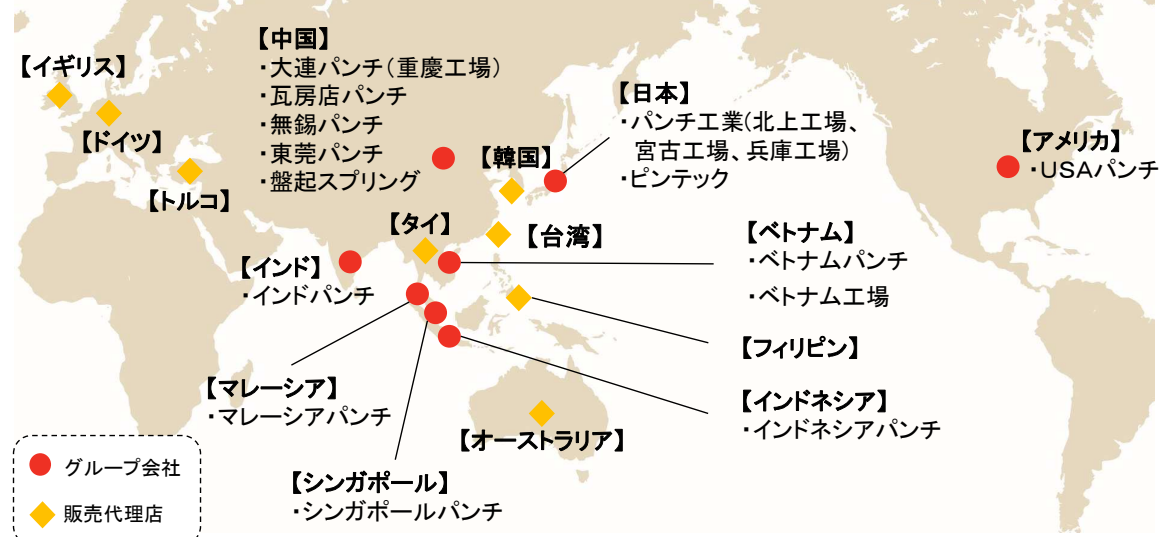 【イギリス】
【ドイツ】
【トルコ】
【中国】
・大連パンチ(重慶工場)
・瓦房店パンチ
・無錫パンチ
・東莞パンチ
・盤起スプリング
【韓国】
【日本】
・パンチ工業(北上工場、
宮古工場、兵庫工場)
・ピンテック
【アメリカ】
・USAパンチ
【タイ】
【台湾】
【ベトナム】
・ベトナムパンチ
・ベトナム工場
【インド】
・インドパンチ
【フィリピン】
【マレーシア】
・マレーシアパンチ
【インドネシア】
・インドネシアパンチ
【オーストラリア】
【シンガポール】
・シンガポールパンチ
グループ会社
販売代理店